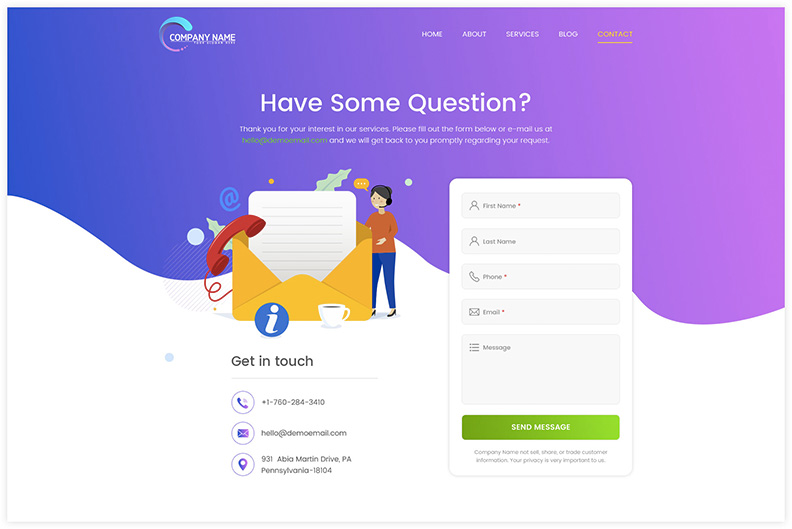 COMPANY NAME
HOME
ABOUT
SERVICES
BLOG
CONTACT
Have Some Question?
Thank you for your interest in our services. Please fill out the form below or e-mail us at
hello@demoemail.com and we will get back to you promptly regarding your request.
@
i
First Name *
Last Name
Phone *
Email *
Message
SEND MESSAGE
Company Name not sell, share, or trade customer
information. Your privacy is very important to us.
Get in touch
+1-760-284-3410
hello@demoemail.com
931 Abia Martin Drive, PA
Pennsylvania-18104